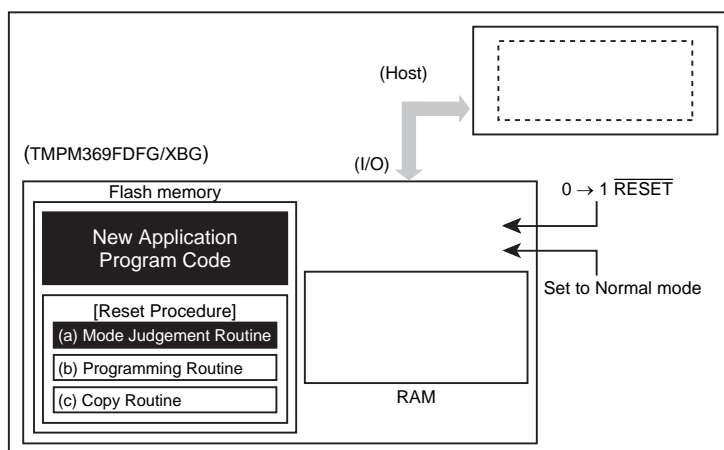 (Host)
(TMPM369FDFG/XBG)
(I/O)
Flash memory
0 → 1 RESET
New Application
Program Code
Set to Normal mode
[Reset Procedure]
(a) Mode Judgement Routine
(b) Programming Routine
(c) Copy Routine
RAM